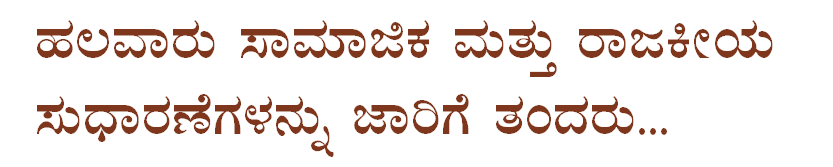 ಹಲವಾರು ಸಾಮಾಜಿಕ ಮತ್ತು ರಾಜಕೀಯ
ಸುಧಾರಣೆಗಳನ್ನು ಜಾರಿಗೆ ತಂದರು...